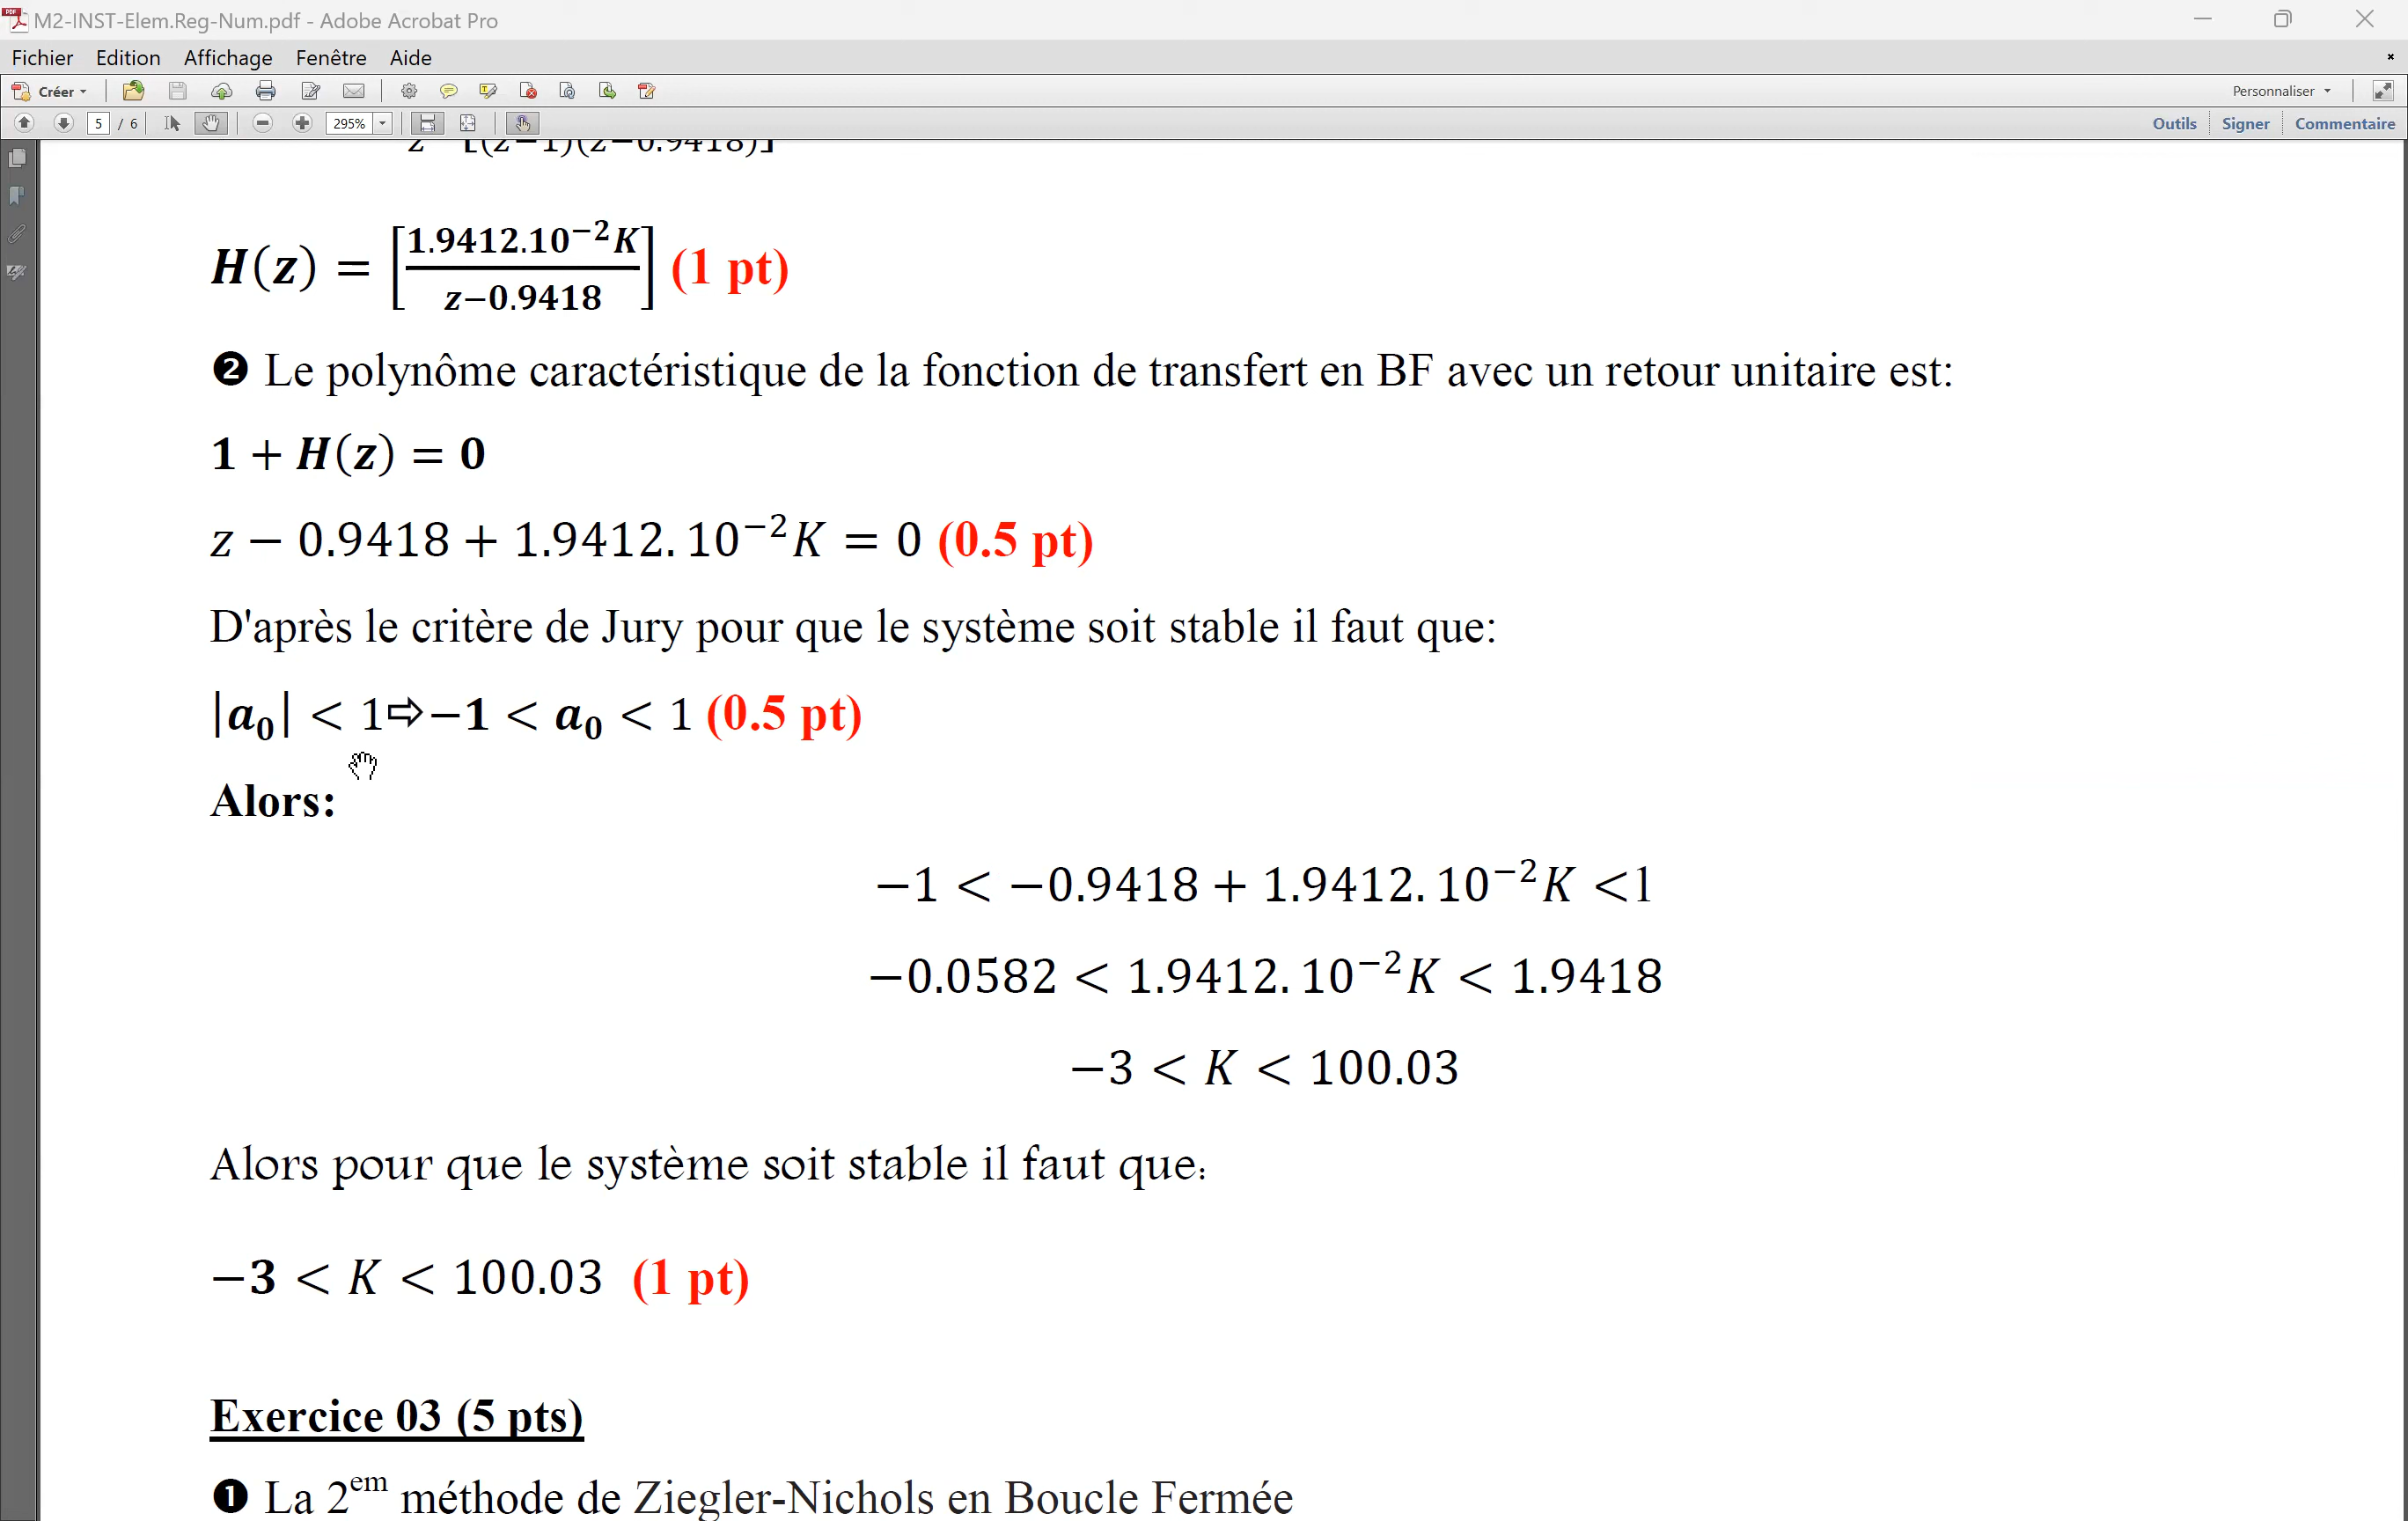 M2-INST-Elem.Reg-Num.pdf - Adobe Acrobat Pro
Fichier Edition Affichage Fenêtre Aide
Créer Personnaliser
5 / 6 295% Outils Signer Commentaire
z [(z−1)(z−0.9418)]
H(z) = [1.9412.10⁻²K / z−0.9418] (1 pt)
❷ Le polynôme caractéristique de la fonction de transfert en BF avec un retour unitaire est:
1 + H(z) = 0
z − 0.9418 + 1.9412. 10⁻²K = 0 (0.5 pt)
D'après le critère de Jury pour que le système soit stable il faut que:
|a₀| < 1⇨−1 < a₀ < 1 (0.5 pt)
Alors:
−1 < −0.9418 + 1.9412. 10⁻²K <1
−0.0582 < 1.9412. 10⁻²K < 1.9418
−3 < K < 100.03
Alors pour que le système soit stable il faut que:
−3 < K < 100.03 (1 pt)
Exercice 03 (5 pts)
❶ La 2ᵉᵐ méthode de Ziegler-Nichols en Boucle Fermée